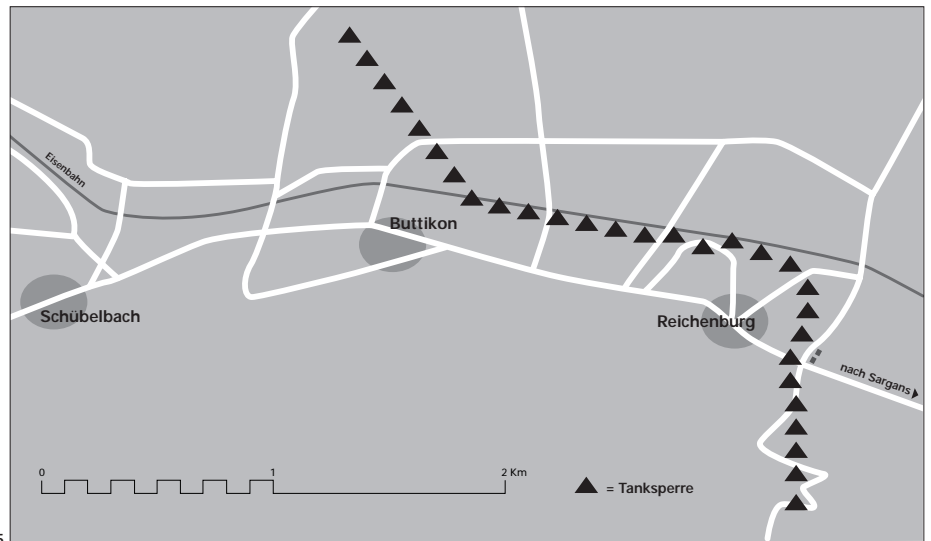 Eisenbahn
Buttikon
Schübelbach
Reichenburg
nach Sargans
0 1 2 Km
= Tanksperre